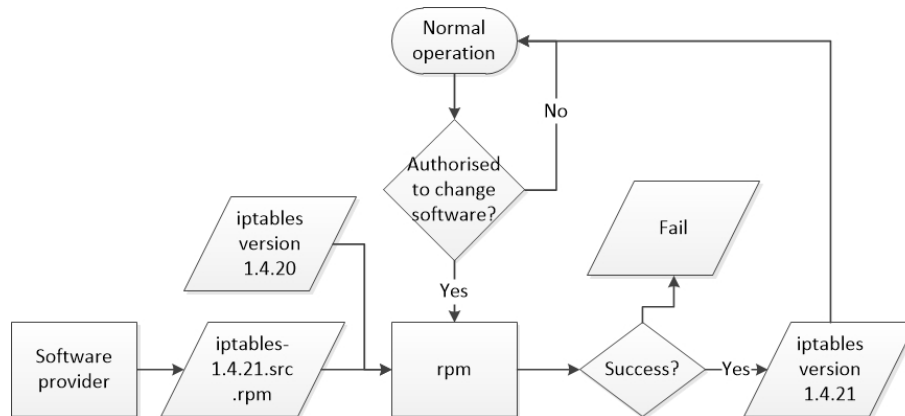 Normal
operation
No
Authorised
to change
software?
iptables
version
1.4.20
Fail
Yes
Software
provider
iptables-
1.4.21.src
.rpm
rpm
Success?
Yes
iptables
version
1.4.21